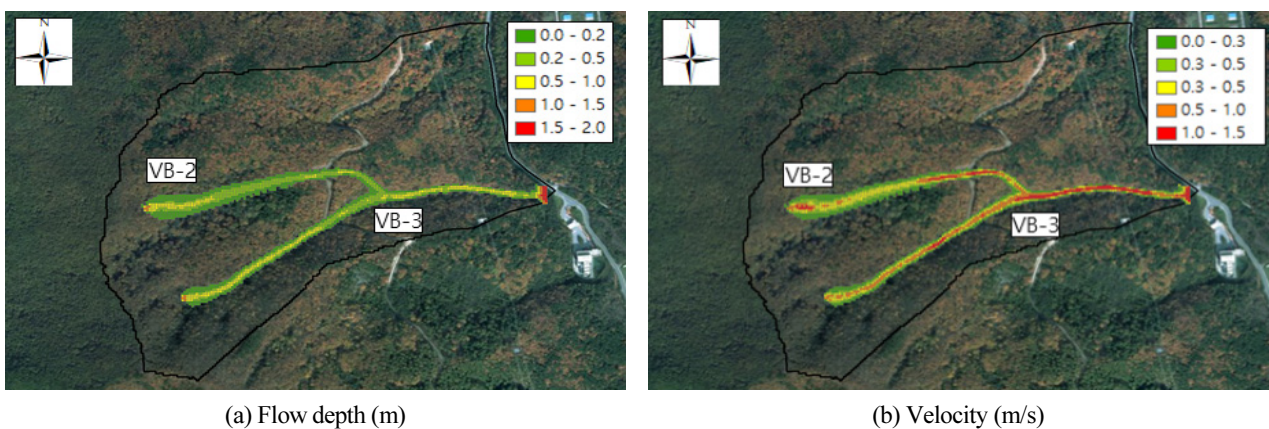 N
0.0 - 0.2
0.2 - 0.5
0.5 - 1.0
1.0 - 1.5
1.5 - 2.0
VB-2
VB-3
(a) Flow depth (m)
N
0.0 - 0.3
0.3 - 0.5
0.3 - 0.5
0.5 - 1.0
1.0 - 1.5
VB-2
VB-3
(b) Velocity (m/s)